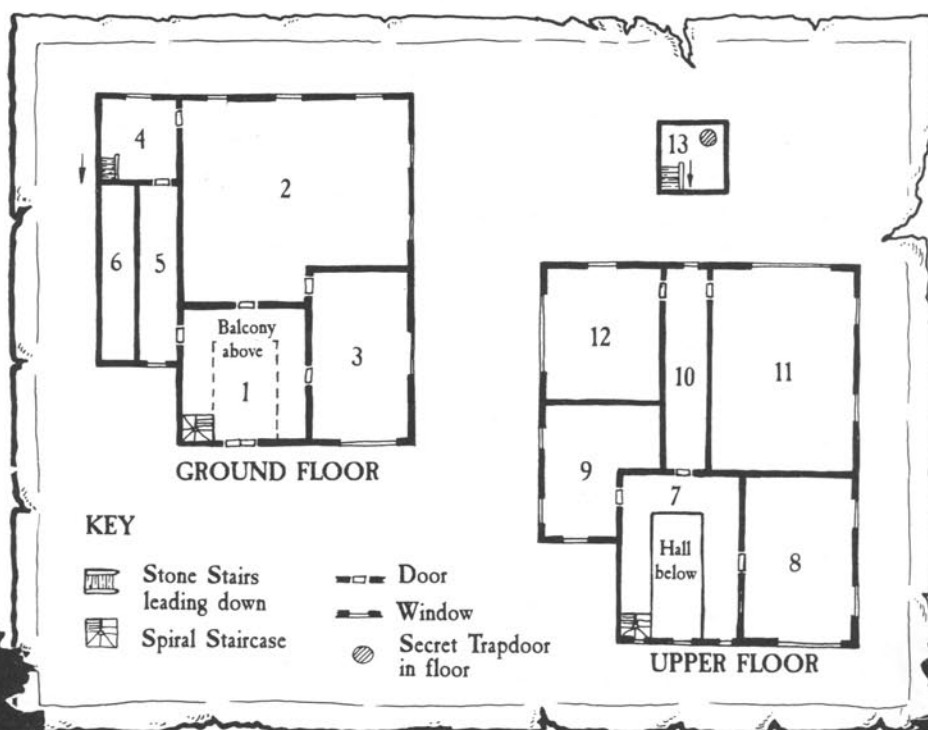 4
2
13
6
5
Balcony
above
3
1
GROUND FLOOR
12
10
11
9
7
Hall
below
8
UPPER FLOOR
KEY
Stone Stairs
leading down
Spiral Staircase
Door
Window
Secret Trapdoor
in floor